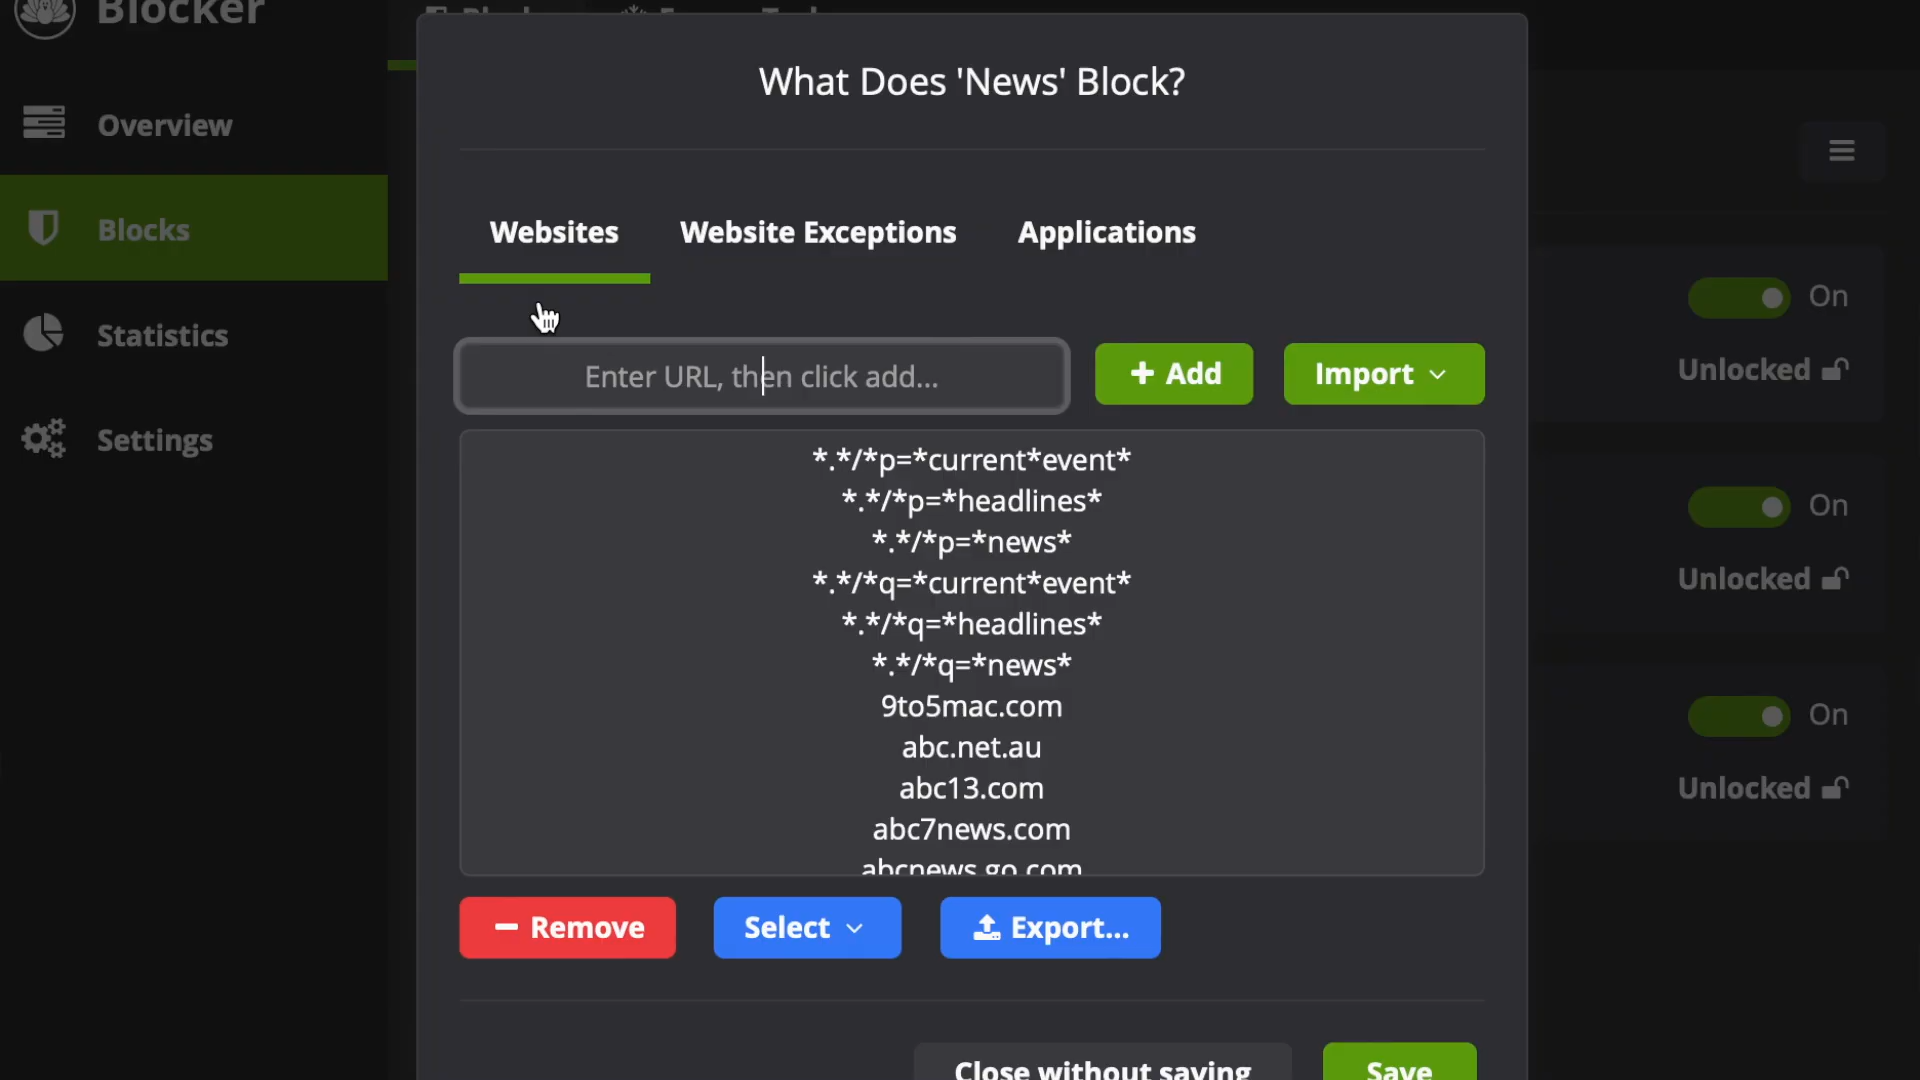 Blocker
Overview
Blocks
Statistics
Settings
What Does 'News' Block?
Websites
Website Exceptions
Applications
Enter URL, then click add...
+ Add
Import
*.*/*p=*current*event*
*.*/*p=*headlines*
*.*/*p=*news*
*.*/*q=*current*event*
*.*/*q=*headlines*
*.*/*q=*news*
9to5mac.com
abc.net.au
abc13.com
abc7news.com
abcnews.go.com
Remove
Select
Export...
Close without saving
Save
On
Unlocked
On
Unlocked
On
Unlocked